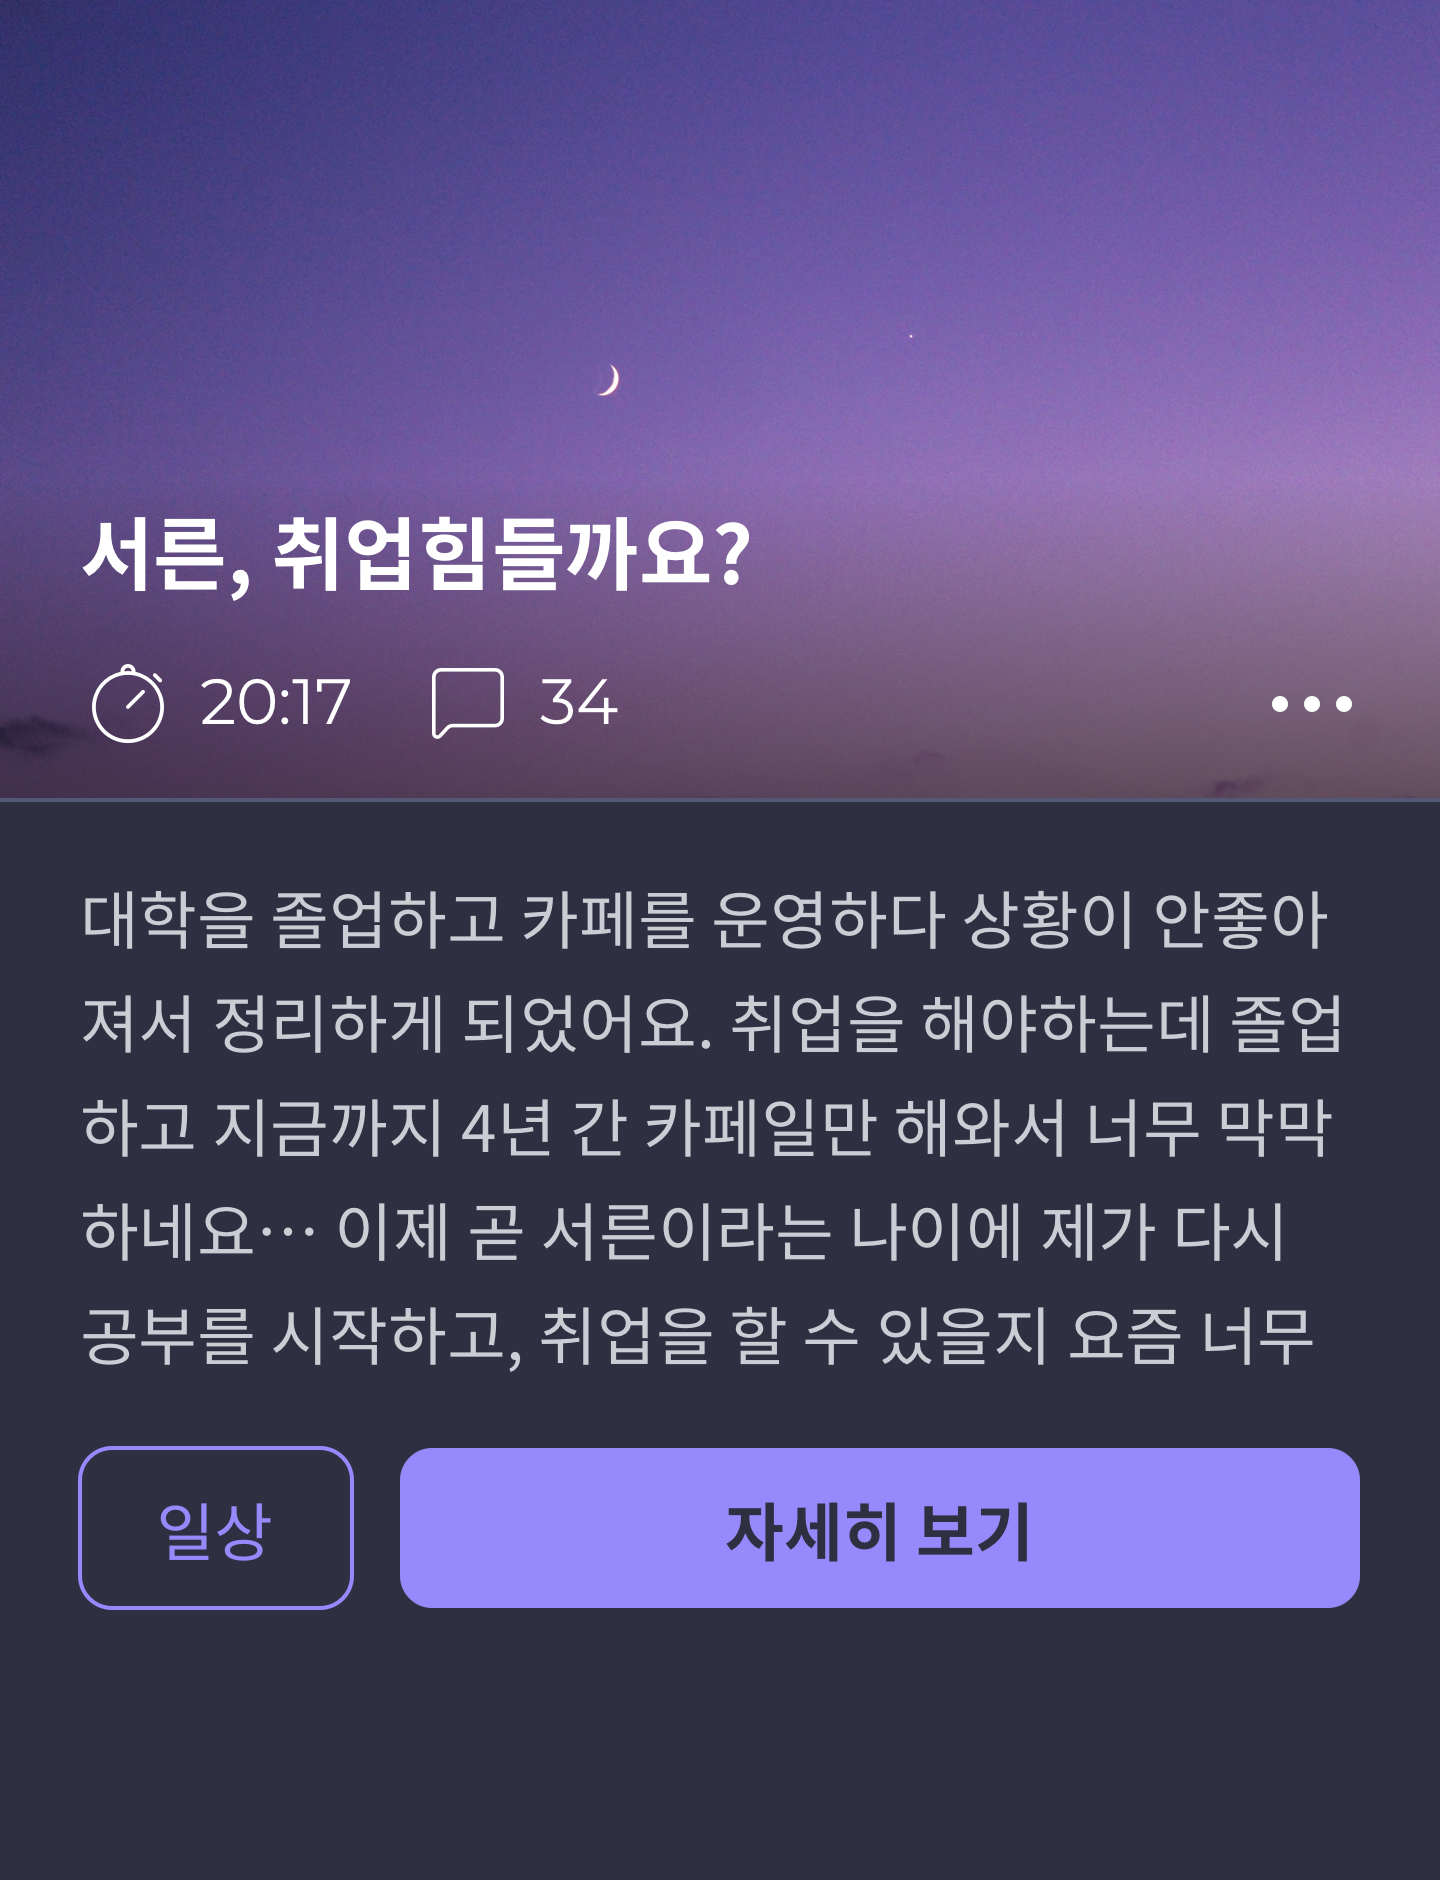 서른, 취업힘들까요?
20:17 34
대학을 졸업하고 카페를 운영하다 상황이 안좋아
져서 정리하게 되었어요. 취업을 해야하는데 졸업
하고 지금까지 4년 간 카페일만 해와서 너무 막막
하네요… 이제 곧 서른이라는 나이에 제가 다시
공부를 시작하고, 취업을 할 수 있을지 요즘 너무
일상 자세히 보기